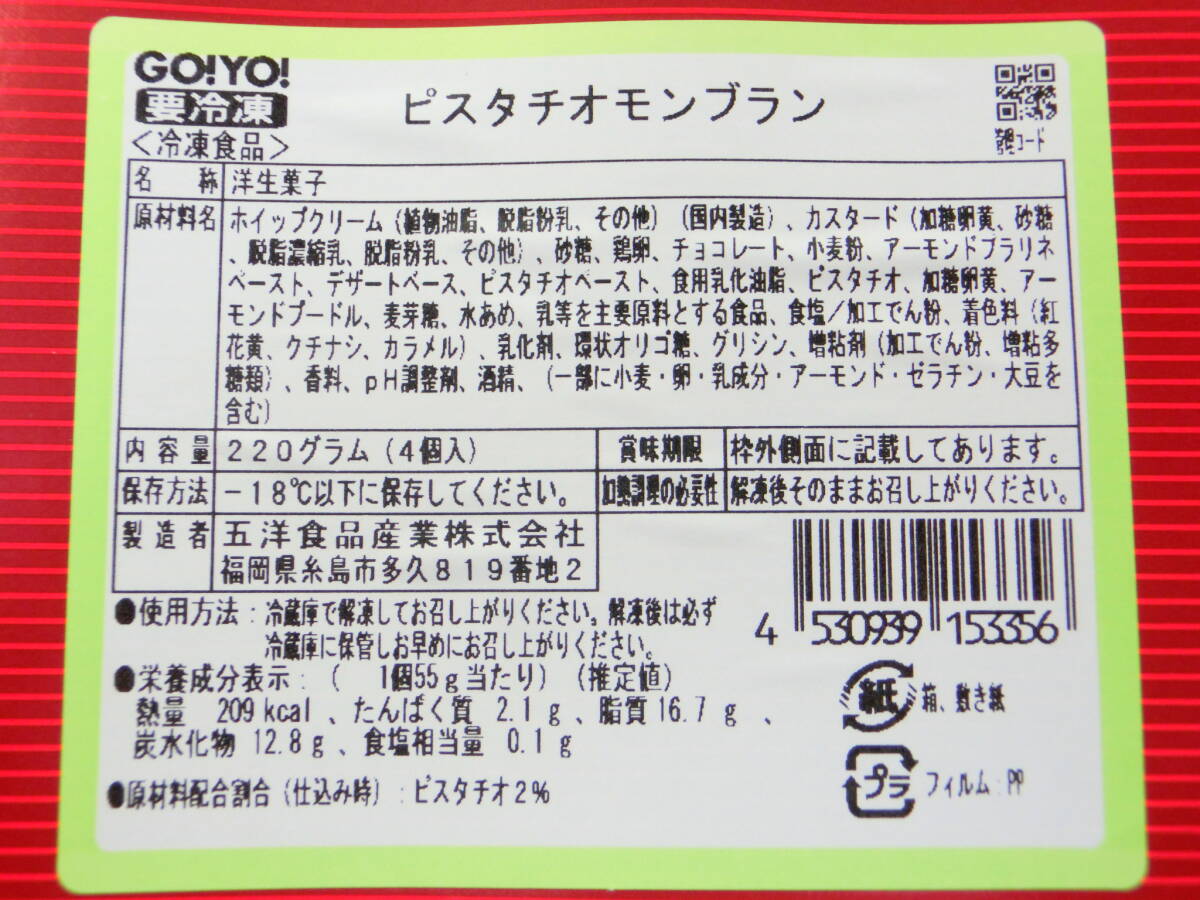 GO!YO!
要冷凍
<冷凍食品>
ピスタチオモンブラン
名称 洋生菓子
原材料名 ホイップクリーム(植物油脂、脱脂粉乳、その他)(国内製造)、カスタード(加糖卵黄、砂糖
、脱脂濃縮乳、脱脂粉乳、その他)、砂糖、鶏卵、チョコレート、小麦粉、アーモンドプラリネ
ペースト、デザートベース、ピスタチオペースト、食用乳化油脂、ピスタチオ、加糖卵黄、アー
モンドプードル、麦芽糖、水あめ、乳等を主要原料とする食品、食塩/加工でん粉、着色料(紅
花黄、クチナシ、カラメル)、乳化剤、環状オリゴ糖、グリシン、増粘剤(加工でん粉、増粘多
糖類)、香料、pH調整剤、酒精、(一部に小麦・卵・乳成分・アーモンド・ゼラチン・大豆を
含む)
内容量 220グラム(4個入) 賞味期限 枠外側面に記載してあります。
保存方法 -18℃以下に保存してください。 加熱調理の必要性 解凍後そのままお召し上がりください。
製造者 五洋食品産業株式会社
福岡県糸島市多久819番地2
●使用方法:冷蔵庫で解凍してお召し上がりください。解凍後は必ず
冷蔵庫に保管しお早めにお召し上がりください。
4 530939 153356
●栄養成分表示:( 1個55g当たり)(推定値)
熱量 209kcal、たんぱく質 2.1g、脂質16.7g、
炭水化物 12.8g、食塩相当量 0.1g
●原材料配合割合(仕込み時):ピスタチオ2%
紙 箱、敷き紙
プラ フィルム:PP